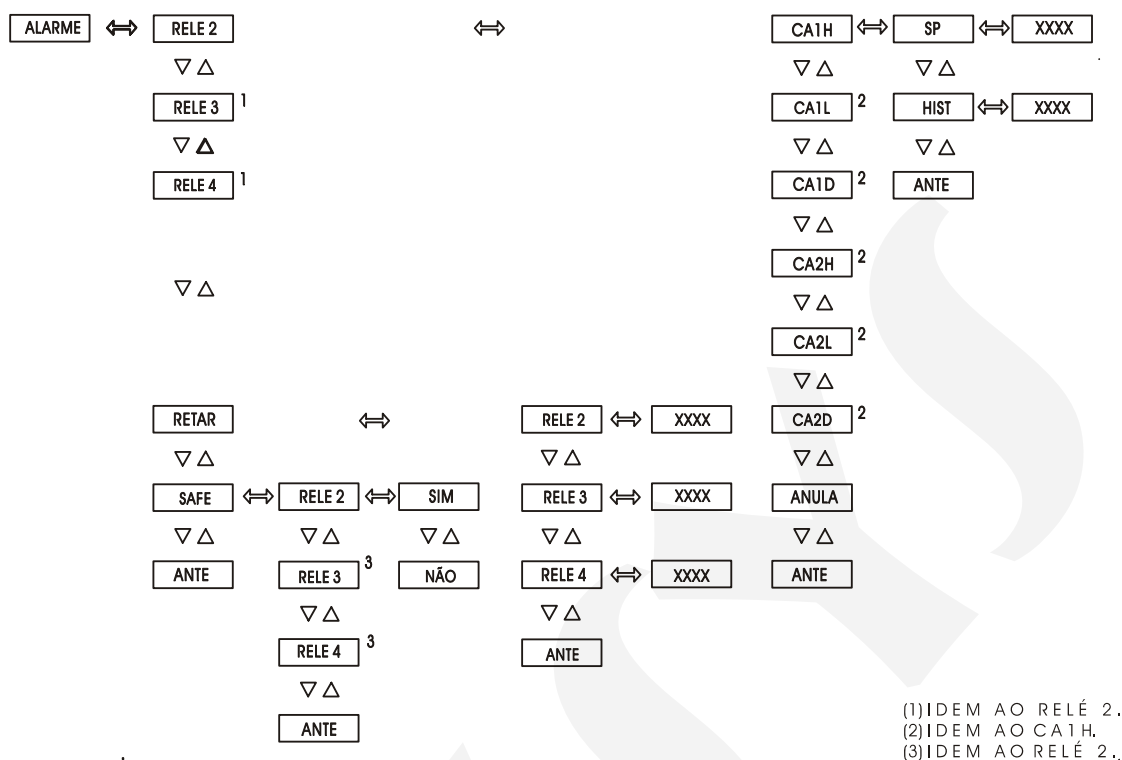 ALARME RELE 2 CA1H SP XXXX
RELE 3 1 CA1L 2 HIST XXXX
RELE 4 1 CA1D 2 ANTE
CA2H 2
CA2L 2
RETAR RELE 2 XXXX CA2D 2
SAFE RELE 2 SIM RELE 3 XXXX ANULA
ANTE RELE 3 3 NÃO RELE 4 XXXX ANTE
RELE 4 3 ANTE
ANTE
(1)IDEM AO RELÉ 2.
(2)IDEM AO CA1H.
(3)IDEM AO RELÉ 2.